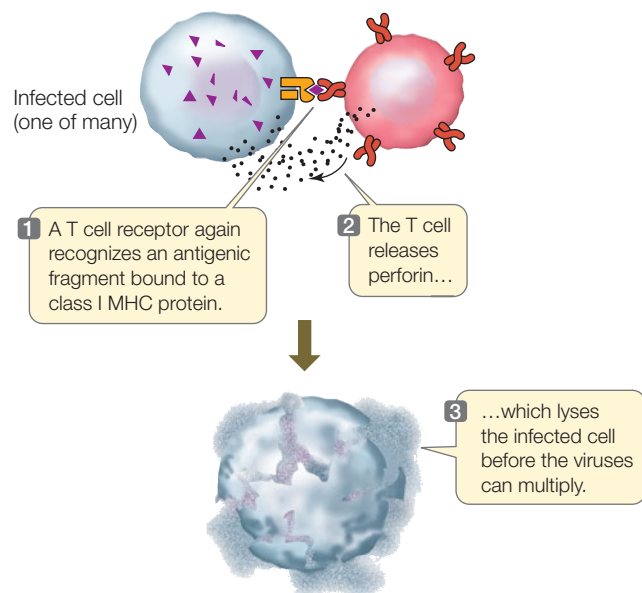 Infected cell
(one of many)
1 A T cell receptor again
recognizes an antigenic
fragment bound to a
class I MHC protein.
2 The T cell
releases
perforin…
3 …which lyses
the infected cell
before the viruses
can multiply.